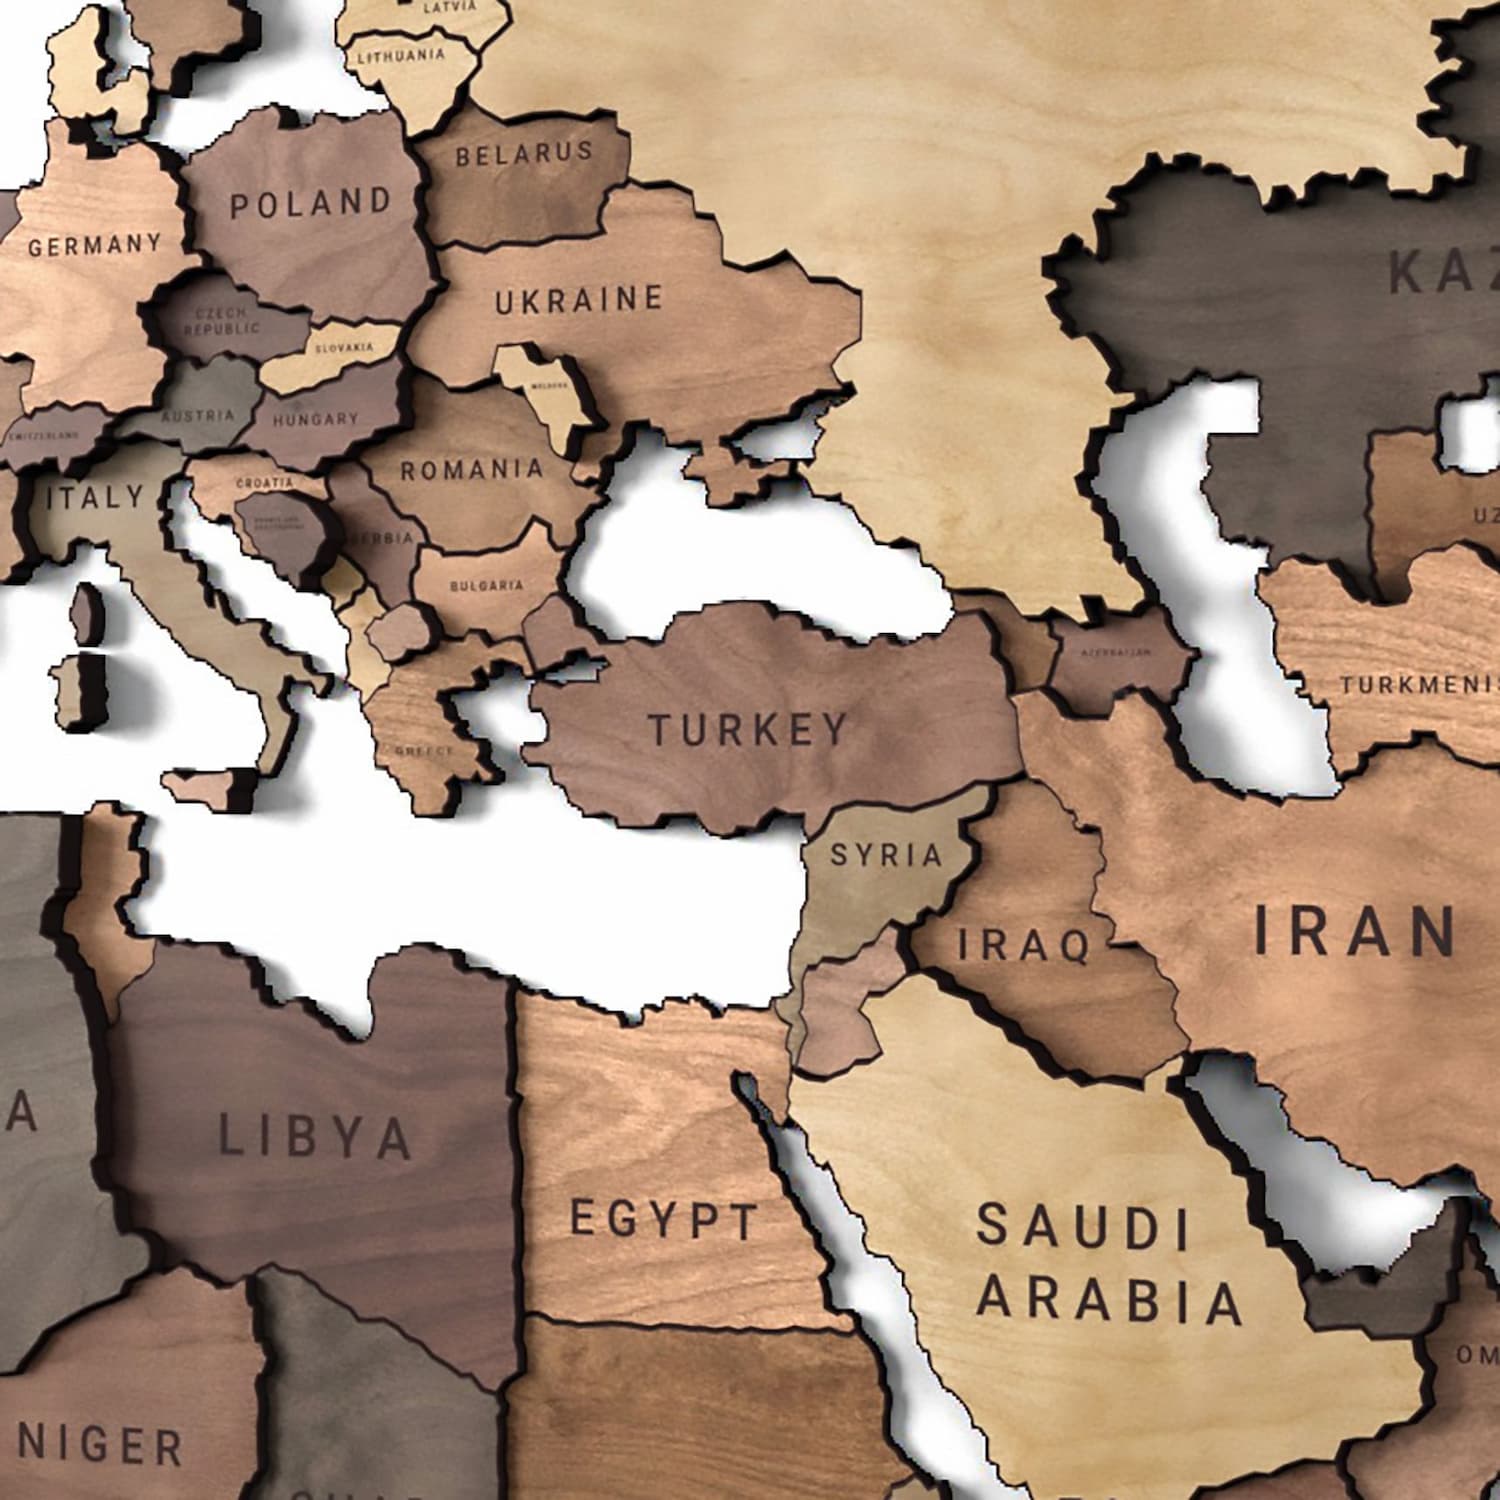 LATVIA
LITHUANIA
BELARUS
POLAND
GERMANY
KAZ
UKRAINE
CZECH
REPUBLIC
SLOVAKIA
MOLDOVA
AUSTRIA
HUNGARY
SWITZERLAND
ROMANIA
CROATIA
ITALY
UZ
SERBIA
BULGARIA
AZERBAIJAN
TURKMENIS
TURKEY
GREECE
SYRIA
IRAN
IRAQ
A
LIBYA
EGYPT
SAUDI
ARABIA
OM
NIGER